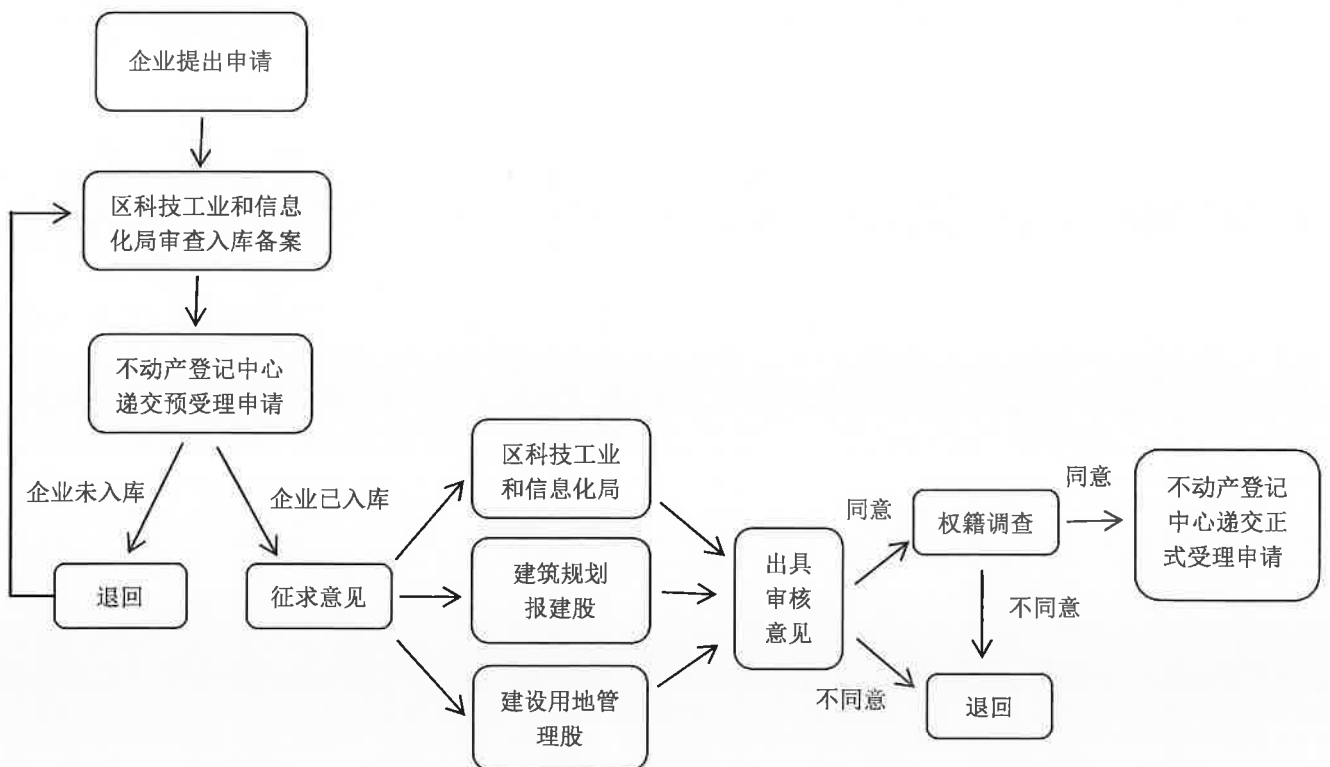 企业提出申请
区科技工业和信息
化局审查入库备案
不动产登记中心
递交预受理申请
企业未入库
企业已入库
退回
征求意见
区科技工业
和信息化局
建筑规划
报建股
建设用地管
理股
出具
审核
意见
同意
不同意
权籍调查
同意
不同意
退回
不动产登记
中心递交正
式受理申请